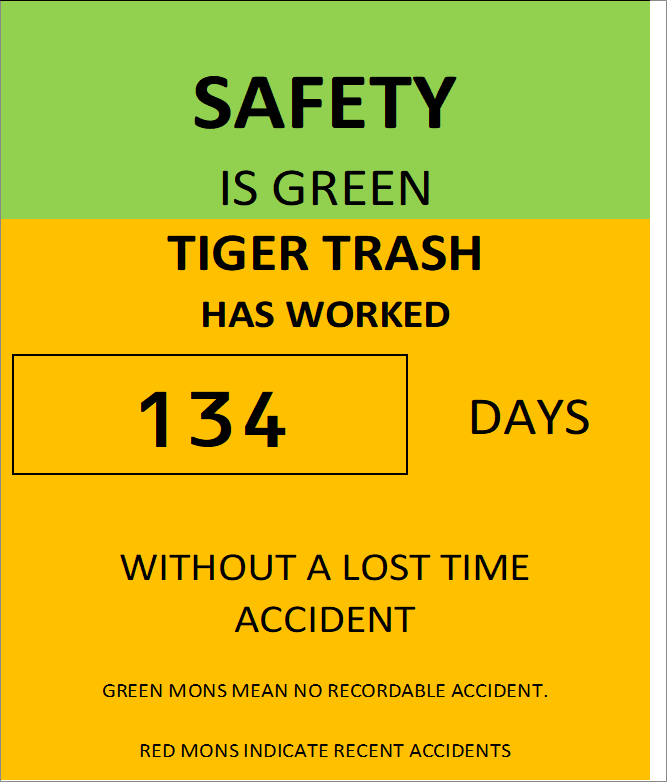 SAFETY
IS GREEN
TIGER TRASH
HAS WORKED
134 DAYS
WITHOUT A LOST TIME
ACCIDENT
GREEN MONS MEAN NO RECORDABLE ACCIDENT.
RED MONS INDICATE RECENT ACCIDENTS